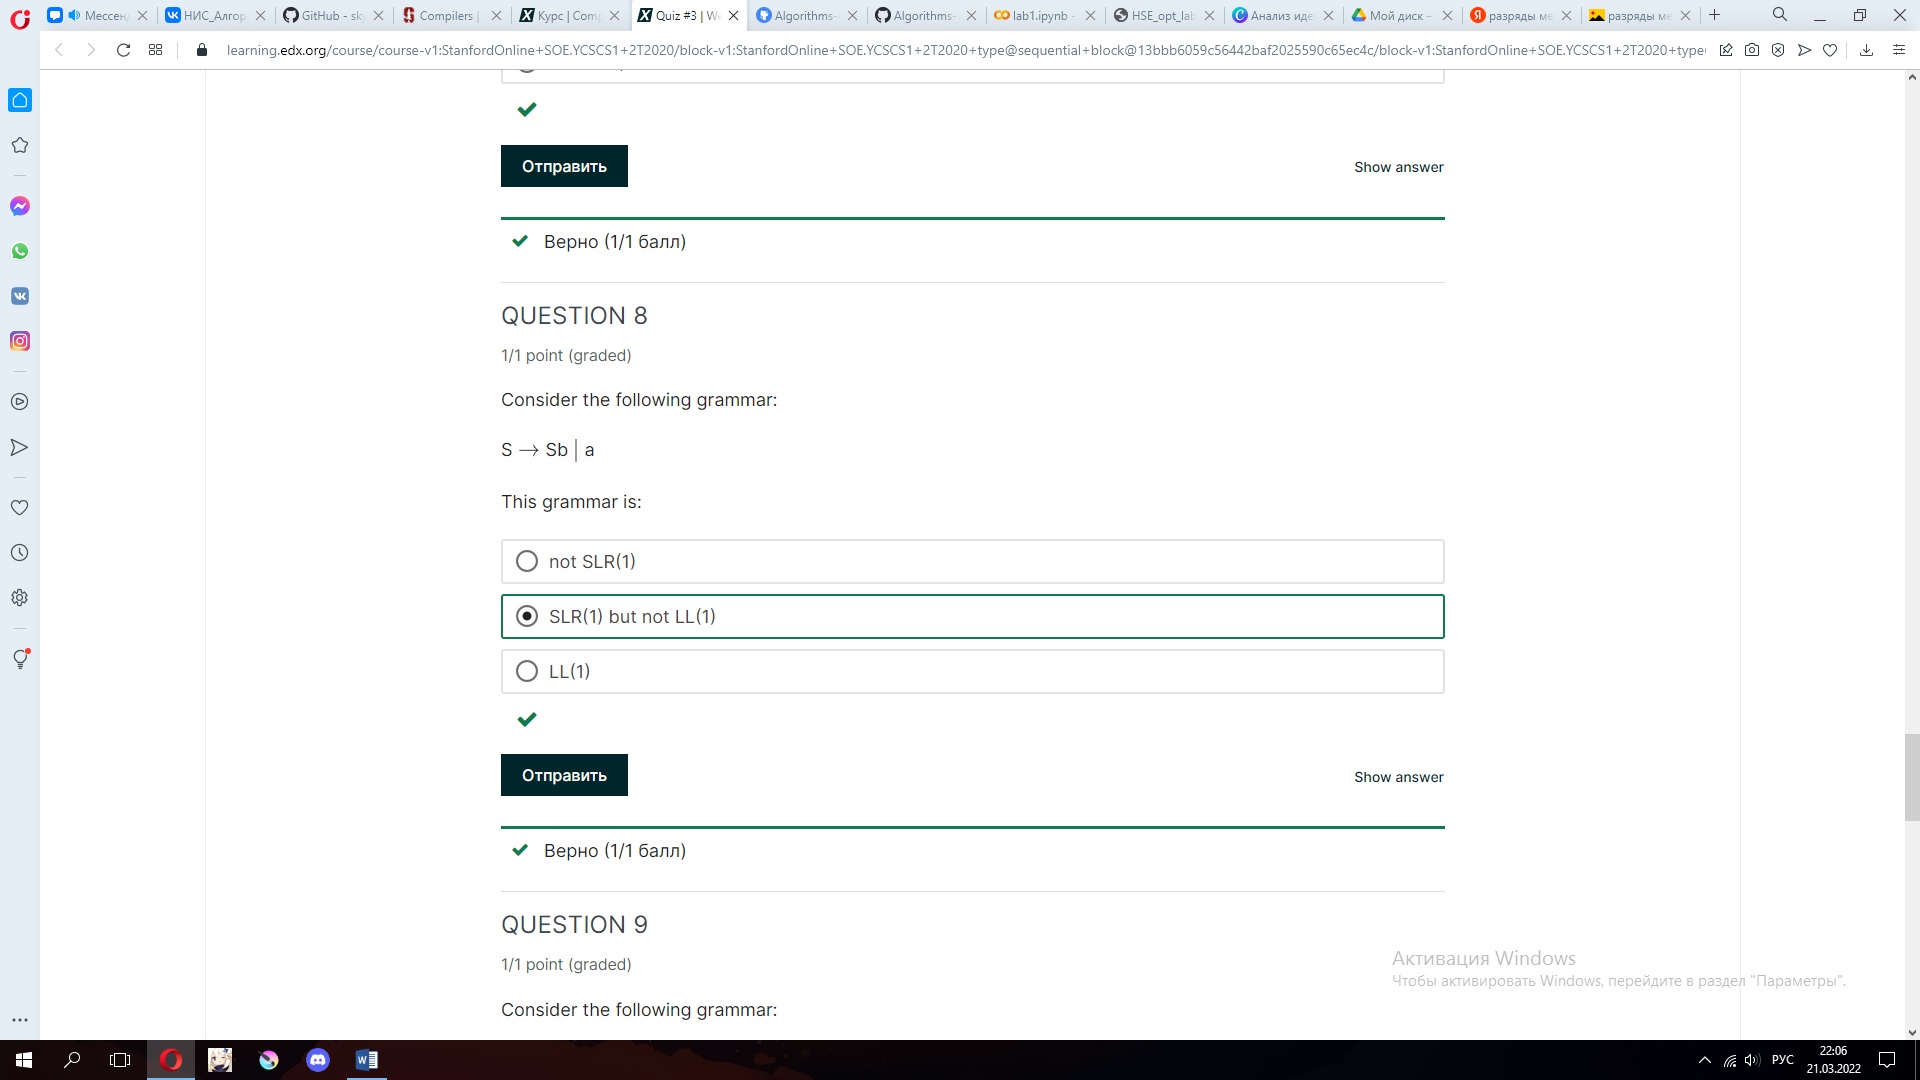 Мессен
НИС_Алгор
GitHub - sk
Compilers |
Курс | Com
Quiz #3 | W
Algorithms-
Algorithms-
lab1.ipynb -
HSE_opt_lab
Анализ иде
Мой диск –
разряды ме
разряды ме
learning.edx.org/course/course-v1:StanfordOnline+SOE.YCSCS1+2T2020/block-v1:StanfordOnline+SOE.YCSCS1+2T2020+type@sequential+block@13bbb6059c56442baf2025590c65ec4c/block-v1:StanfordOnline+SOE.YCSCS1+2T2020+type
Отправить
Show answer
Верно (1/1 балл)
QUESTION 8
1/1 point (graded)
Consider the following grammar:
S → Sb | a
This grammar is:
not SLR(1)
SLR(1) but not LL(1)
LL(1)
Отправить
Show answer
Верно (1/1 балл)
QUESTION 9
1/1 point (graded)
Consider the following grammar:
Активация Windows
Чтобы активировать Windows, перейдите в раздел "Параметры".
РУС
22:06
21.03.2022